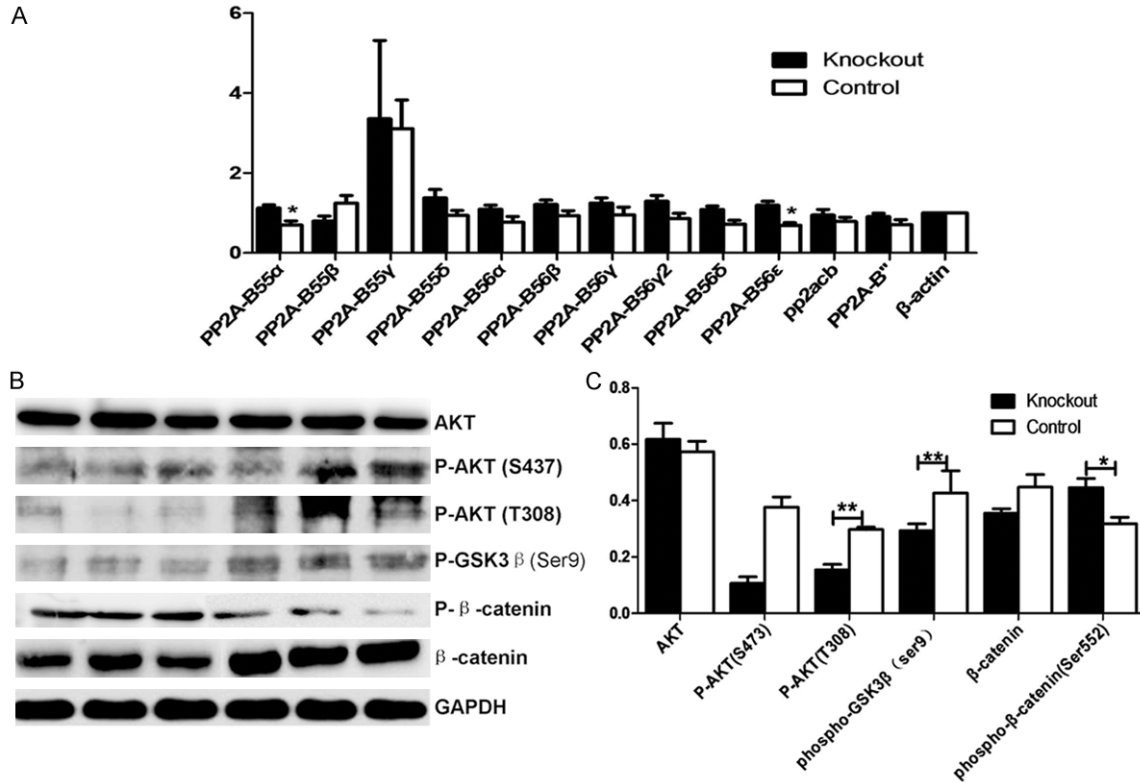 A
6
4
2
0
Knockout
Control
*
*
PP2A-B55α
PP2A-B55β
PP2A-B55γ
PP2A-B55δ
PP2A-B56α
PP2A-B56β
PP2A-B56γ
PP2A-B56γ2
PP2A-B56δ
PP2A-B56ε
pp2acb
PP2A-B"
β-actin
B
AKT
P-AKT (S437)
P-AKT (T308)
P-GSK3β(Ser9)
P-β-catenin
β-catenin
GAPDH
C
0.8
0.6
0.4
0.2
0.0
Knockout
Control
**
**
*
AKT
P-AKT(S473)
P-AKT(T308)
phospho-GSK3β（ser9）
β-catenin
phospho-β-catenin(Ser552)